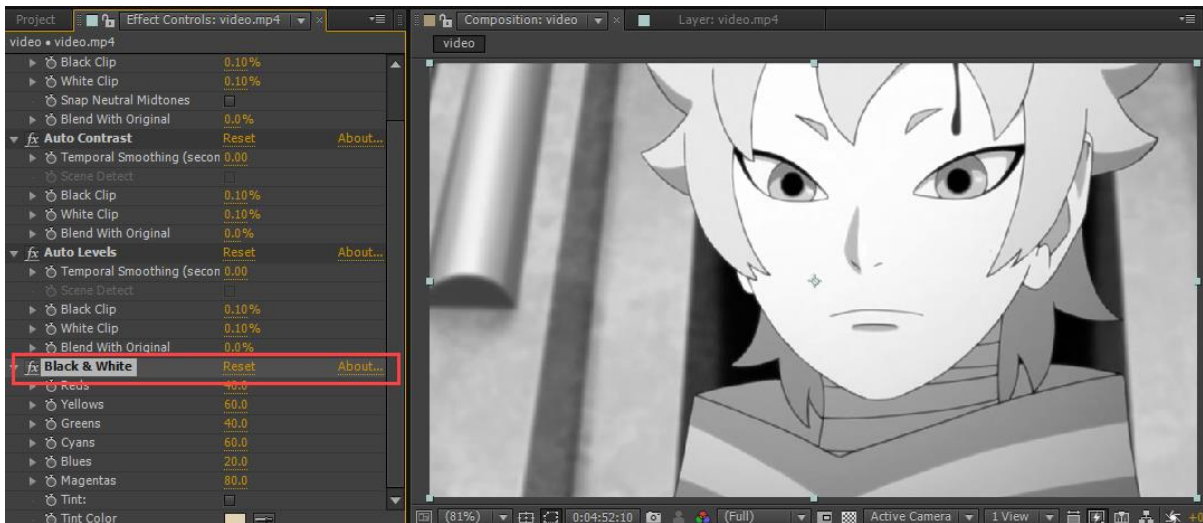 Project Effect Controls: video.mp4
video • video.mp4
Black Clip 0.10%
White Clip 0.10%
Snap Neutral Midtones
Blend With Original 0.0%
fx Auto Contrast Reset About...
Temporal Smoothing (secon 0.00
Scene Detect
Black Clip 0.10%
White Clip 0.10%
Blend With Original 0.0%
fx Auto Levels Reset About...
Temporal Smoothing (secon 0.00
Scene Detect
Black Clip 0.10%
White Clip 0.10%
Blend With Original 0.0%
fx Black & White Reset About...
Reds 40.0
Yellows 60.0
Greens 40.0
Cyans 60.0
Blues 20.0
Magentas 80.0
Tint:
Tint Color
Composition: video Layer: video.mp4
video
(81%) 0:04:52:10 (Full) Active Camera 1 View +0